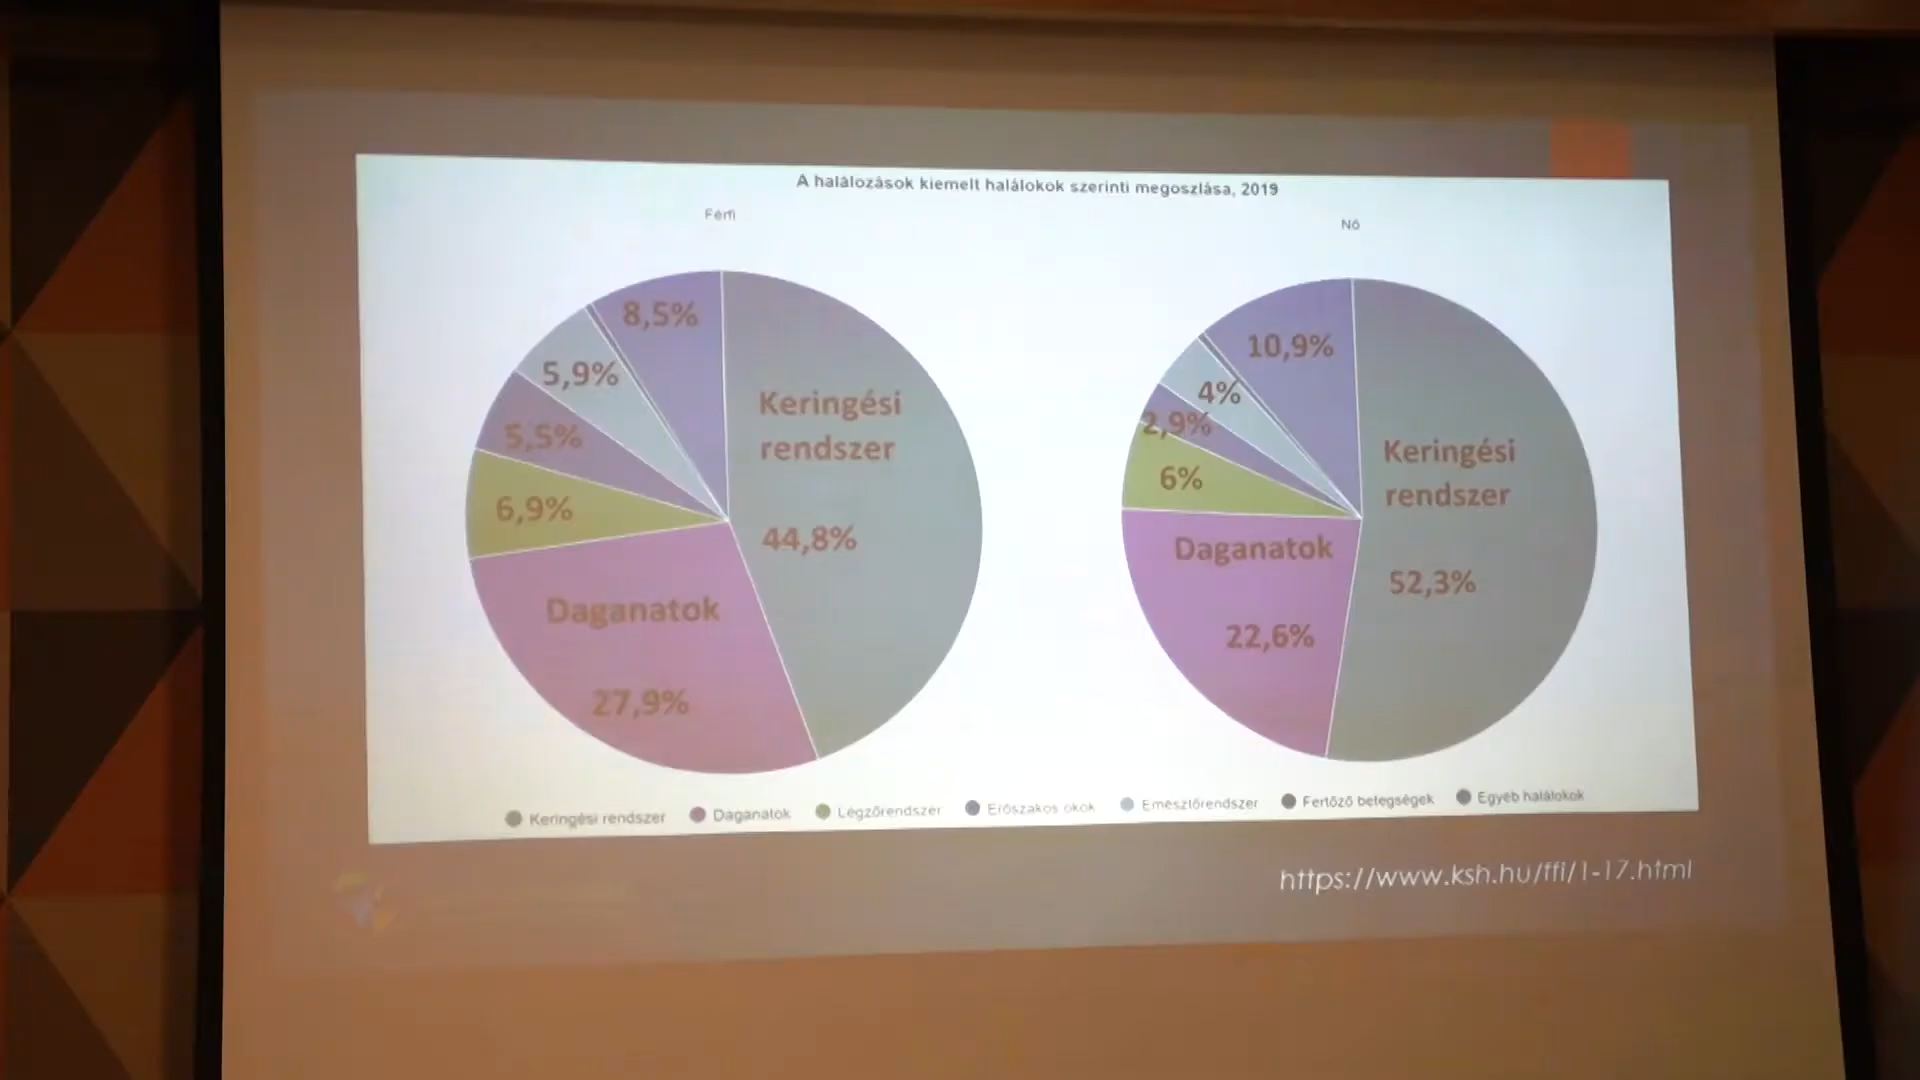 A halálozások kiemelt halálokok szerinti megoszlása, 2019
Férfi
Nő
8,5%
5,9%
5,5%
6,9%
Keringési
rendszer
44,8%
Daganatok
27,9%
10,9%
4%
2,9%
6%
Keringési
rendszer
52,3%
Daganatok
22,6%
Keringési rendszer
Daganatok
Légzőrendszer
Erőszakos okok
Emésztőrendszer
Fertőző betegségek
Egyéb halálokok
https://www.ksh.hu/ffi/1-17.html